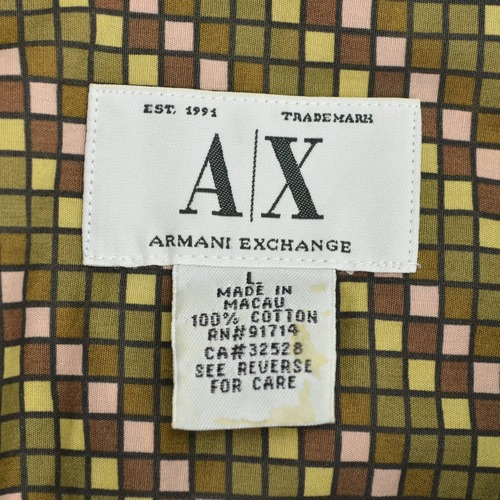 EST. 1991 TRADEMARK
A|X
ARMANI EXCHANGE
L
MADE IN
MACAU
100% COTTON
RN#91714
CA#32528
SEE REVERSE
FOR CARE